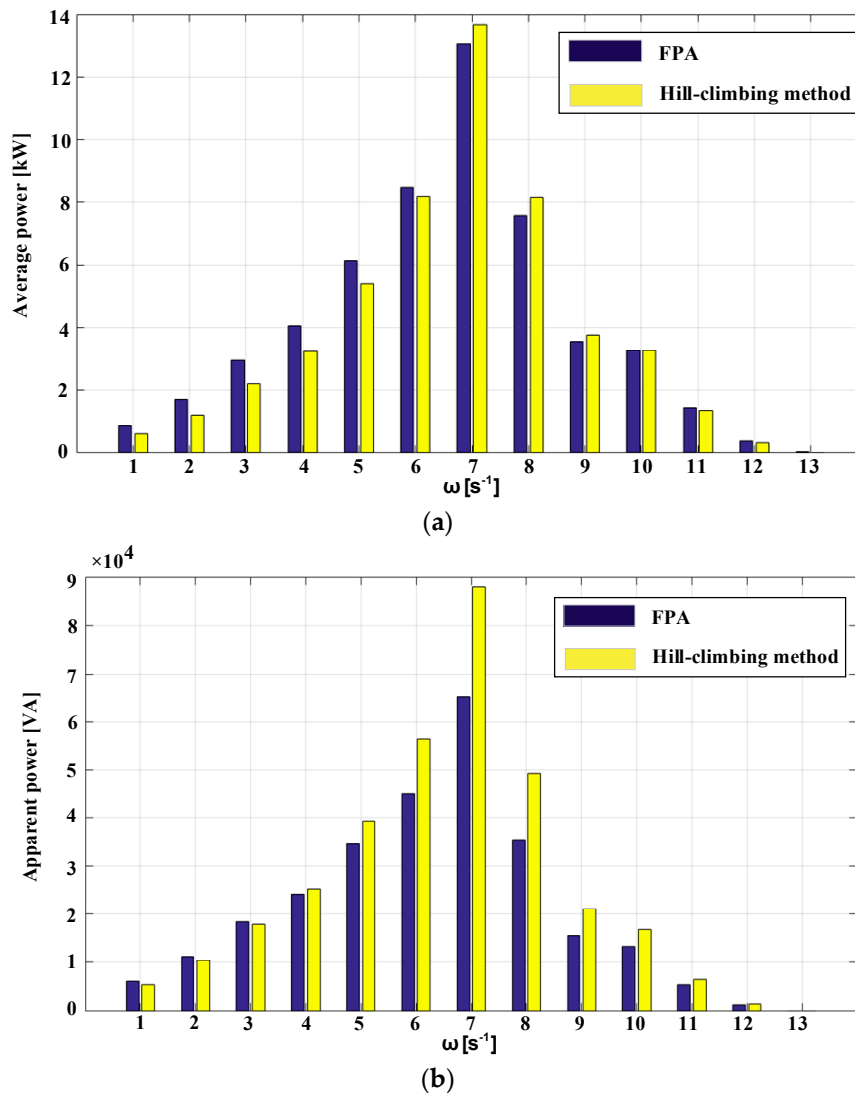 14
12
10
8
6
4
2
0
Average power [kW]
FPA
Hill-climbing method
1 2 3 4 5 6 7 8 9 10 11 12 13
ω [s⁻¹]
(a)
×10⁴
9
8
7
6
5
4
3
2
1
0
Apparent power [VA]
FPA
Hill-climbing method
1 2 3 4 5 6 7 8 9 10 11 12 13
ω [s⁻¹]
(b)